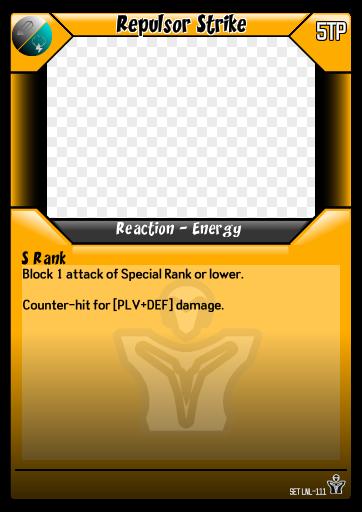 Repulsor Strike
5TP
Reaction - Energy
S Rank
Block 1 attack of Special Rank or lower.
Counter-hit for [PLV+DEF] damage.
SET LNL-111